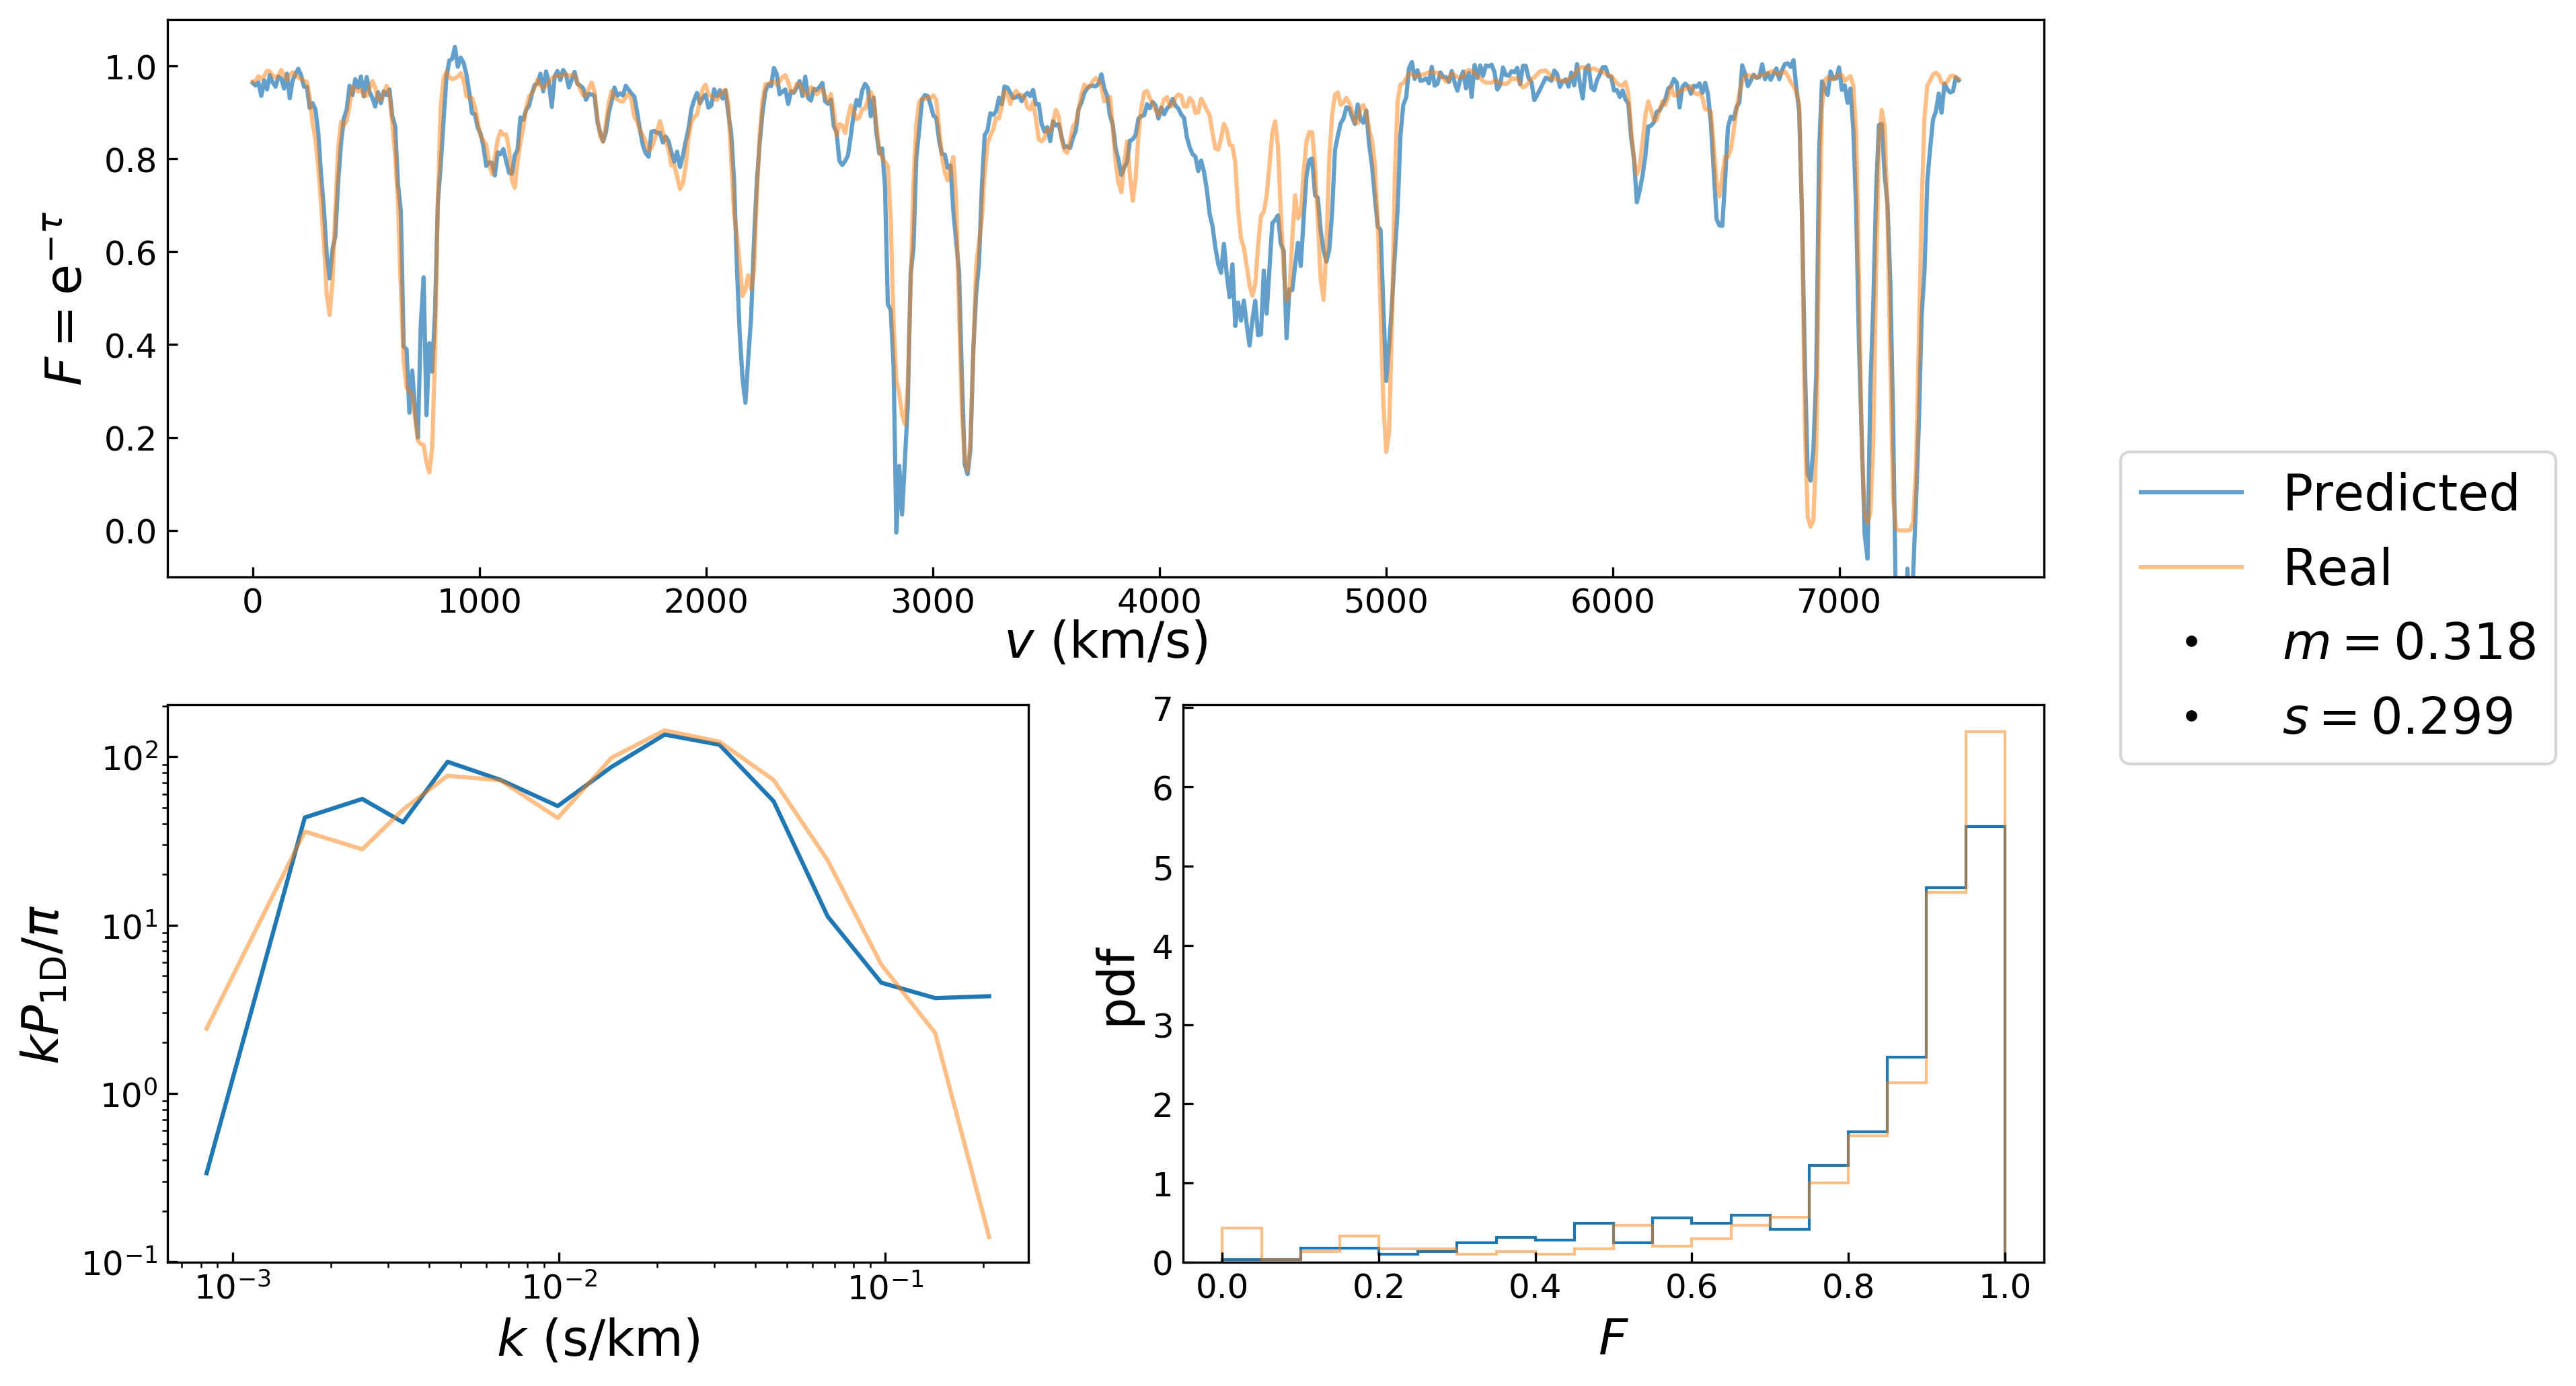 F = e^{-τ}
1.0
0.8
0.6
0.4
0.2
0.0
0 1000 2000 3000 4000 5000 6000 7000
v (km/s)
Predicted
Real
m = 0.318
s = 0.299
kP_{1D}/π
10^2
10^1
10^0
10^{-1}
10^{-3} 10^{-2} 10^{-1}
k (s/km)
pdf
7
6
5
4
3
2
1
0
0.0 0.2 0.4 0.6 0.8 1.0
F